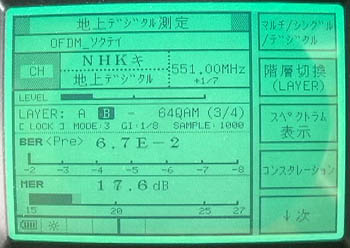 地上デジタル測定
OFDM_ソクテイ
CH
NHKキ
地上デジタル
551.00MHz
+1/7
LEVEL
LAYER: A B - 64QAM (3/4)
[ LOCK ] MODE:3 GI:1/8 SAMPLE:1000
BER<Pre> 6.7E-2
-2 -3 -4 -5 -6 -7 -8
MER 17.6dB
15 20 25 27
マルチ/シングル
/デジタル
階層切換
(LAYER)
スペクトラム
表示
コンスタレーション
↓次